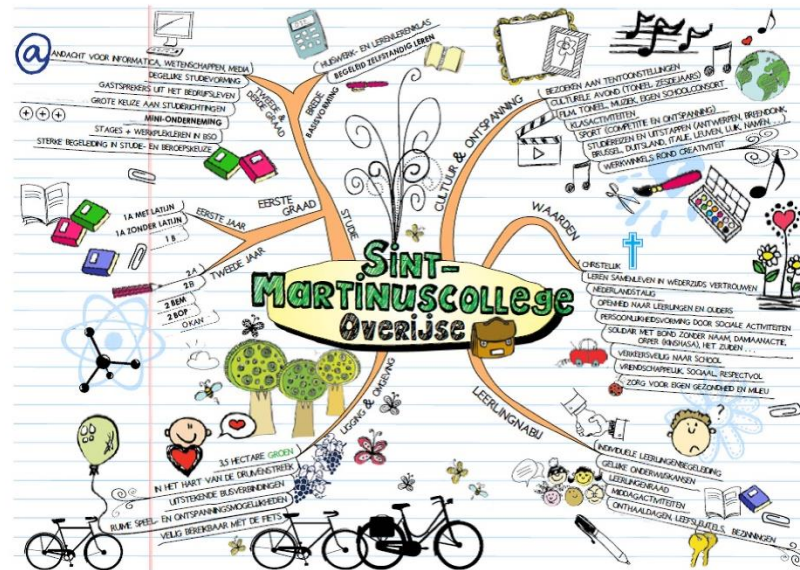 SINT-
MARTINUSCOLLEGE
OVERIJSE
STUDIE
BREDE
BASISVORMING
HUISWERK- EN LERENLERENKLAS
BEGELEID ZELFSTANDIG LEREN
TWEEDE &
DERDE GRAAD
@
ANDACHT VOOR INFORMATICA, WETENSCHAPPEN, MEDIA
DEGELIJKE STUDIEVORMING
GASTSPREKERS UIT HET BEDRIJFSLEVEN
GROTE KEUZE AAN STUDIERICHTINGEN
MINI-ONDERNEMING
STAGES + WERKPLEKLEREN IN BSO
STERKE BEGELEIDING IN STUDIE- EN BEROEPSKEUZE
EERSTE
GRAAD
EERSTE JAAR
1A MET LATIJN
1A ZONDER LATIJN
1 B
TWEEDE JAAR
2A
2B
2 BEM
2 BOP
OKAN
CULTUUR & ONTSPANNING
BEZOEKEN AAN TENTOONSTELLINGEN
CULTURELE AVOND (TONEEL ZESDEJAARS)
FILM, TONEEL, MUZIEK, EIGEN SCHOOLCONSORT
KLASACTIVITEITEN
SPORT (COMPETITIE EN ONTSPANNING)
STUDIEREIZEN EN UITSTAPPEN (ANTWERPEN, BREENDONK,
BRUSSEL, DUITSLAND, ITALIE, LEUVEN, LUIK, NAMEN, ...)
WERKWINKELS ROND CREATIVITEIT
WAARDEN
CHRISTELIJK
LEREN SAMENLEVEN IN WEDERZIJDS VERTROUWEN
NEDERLANDSTALIG
OPENHEID NAAR LEERLINGEN EN OUDERS
PERSOONLIJKHEIDSVORMING DOOR SOCIALE ACTIVITEITEN
SOLIDAIR MET BOND ZONDER NAAM, DAMIAANACTIE,
ORPER (KINSHASA), HET ZUIDEN ...
VERKEERSVEILIG NAAR SCHOOL
VRIENDSCHAPPELIJK, SOCIAAL, RESPECTVOL
ZORG VOOR EIGEN GEZONDHEID EN MILIEU
LIGGING & OMGEVING
3,5 HECTARE GROEN
IN HET HART VAN DE DRUIVENSTREEK
UITSTEKENDE BUSVERBINDINGEN
RUIME SPEEL- EN ONTSPANNINGSMOGELIJKHEDEN
VEILIG BEREIKBAAR MET DE FIETS
LEERLINGNABIJ
INDIVIDUELE LEERLINGENBEGELEIDING
GELIJKE ONDERWIJSKANSEN
LEERLINGENRAAD
MIDDAGACTIVITEITEN
ONTHAALDAGEN, LEEFSLEUTELS, BEZINNINGEN
?